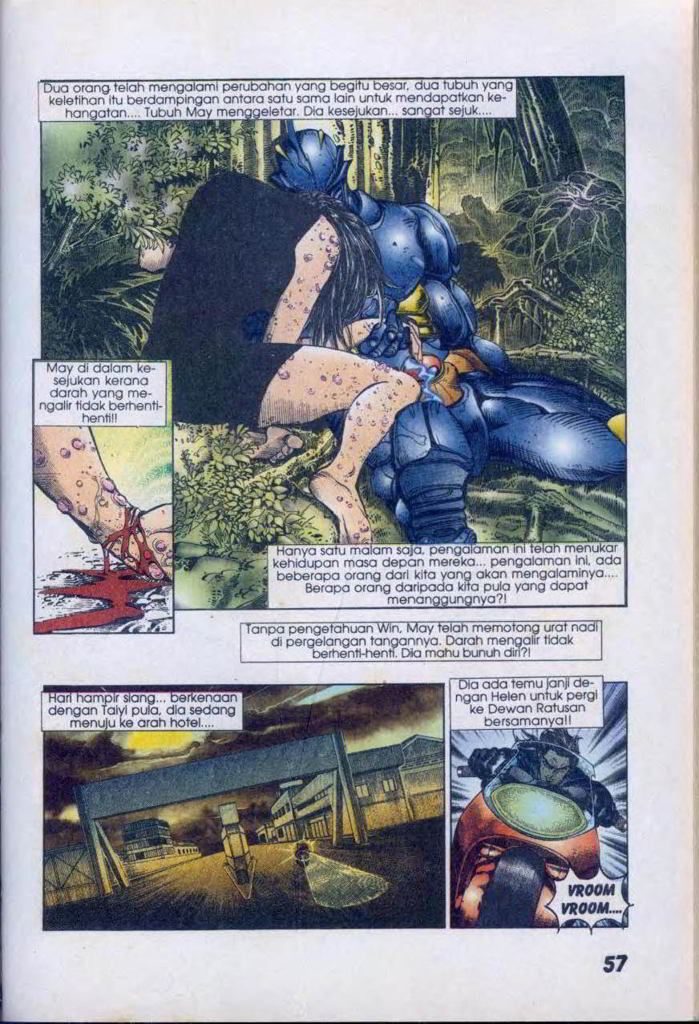 Dua orang telah mengalami perubahan yang begitu besar, dua tubuh yang
keletihan itu berdampingan antara satu sama lain untuk mendapatkan ke-
hangatan.... Tubuh May menggeletar. Dia kesejukan... sangat sejuk....
May di dalam ke-
sejukan kerana
darah yang me-
ngalir tidak berhenti-
henti!!
Hanya satu malam saja, pengalaman ini telah menukar
kehidupan masa depan mereka... pengalaman ini, ada
beberapa orang dari kita yang akan mengalaminya....
Berapa orang daripada kita pula yang dapat
menanggungnya?!
Tanpa pengetahuan Win, May telah memotong urat nadi
di pergelangan tangannya. Darah mengalir tidak
berhenti-henti. Dia mahu bunuh diri?!
Hari hampir siang... berkenaan
dengan Taiyi pula, dia sedang
menuju ke arah hotel....
Dia ada temu janji de-
ngan Helen untuk pergi
ke Dewan Ratusan
bersamanya!!
VROOM
VROOM....
57